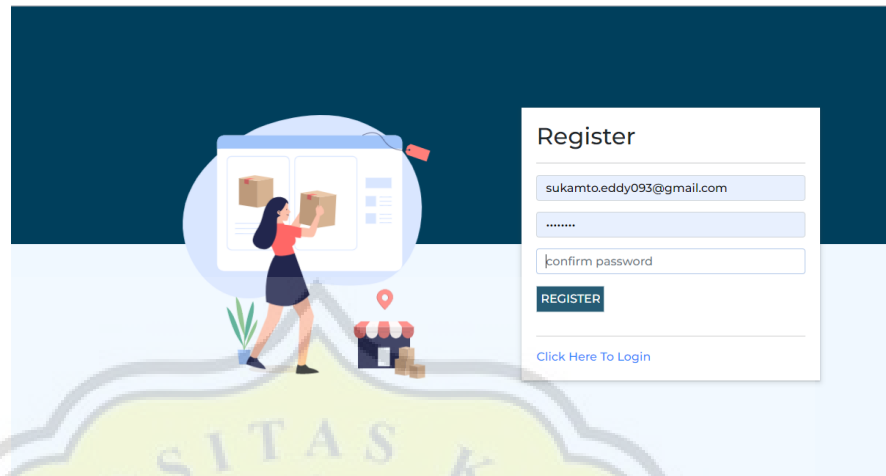 Register
sukamto.eddy093@gmail.com
........
confirm password
REGISTER
Click Here To Login
SITAS K